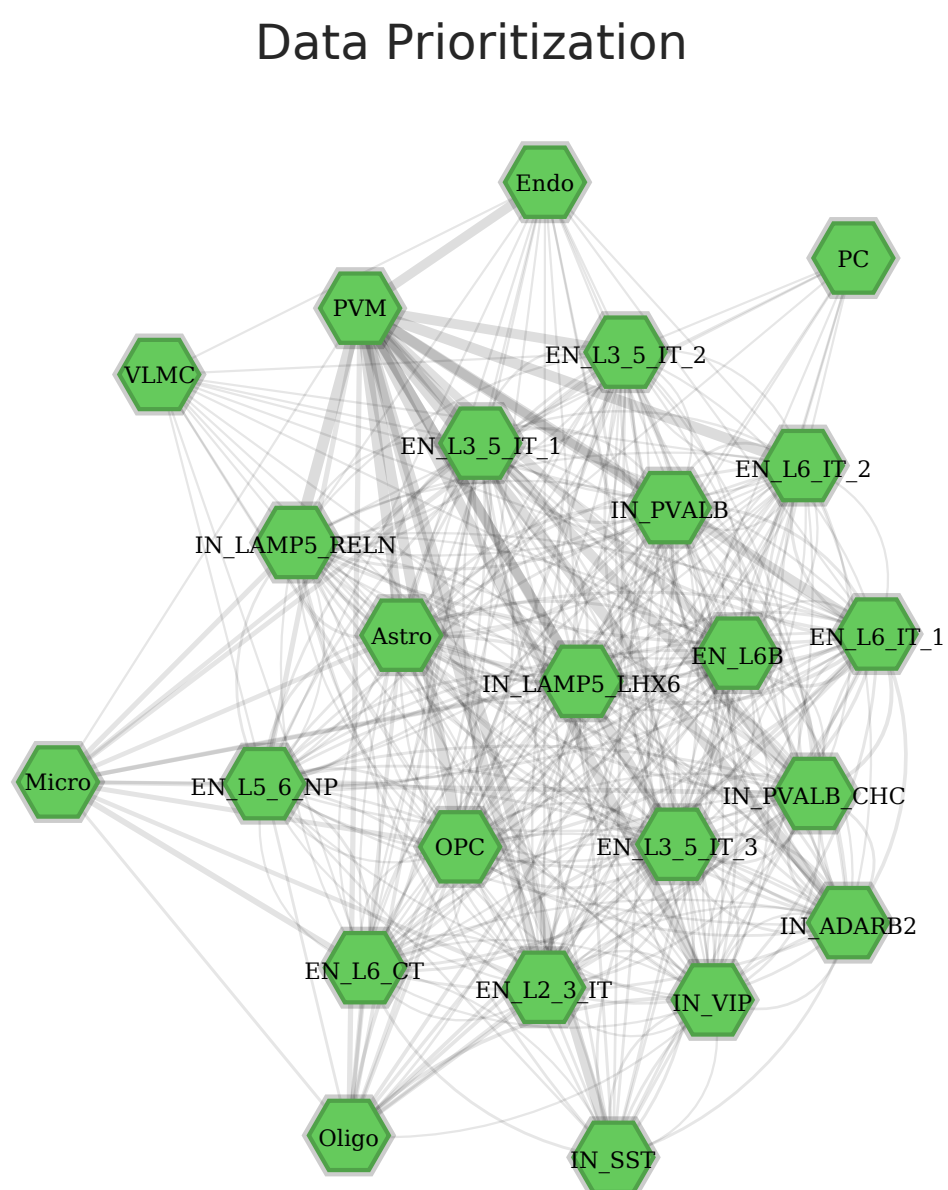 Data Prioritization
Endo
PC
PVM
EN_L3_5_IT_2
VLMC
EN_L3_5_IT_1
EN_L6_IT_2
IN_PVALB
IN_LAMP5_RELN
Astro
EN_L6_IT_1
EN_L6B
IN_LAMP5_LHX6
Micro
EN_L5_6_NP
IN_PVALB_CHC
OPC
EN_L3_5_IT_3
IN_ADARB2
EN_L6_CT
EN_L2_3_IT
IN_VIP
Oligo
IN_SST